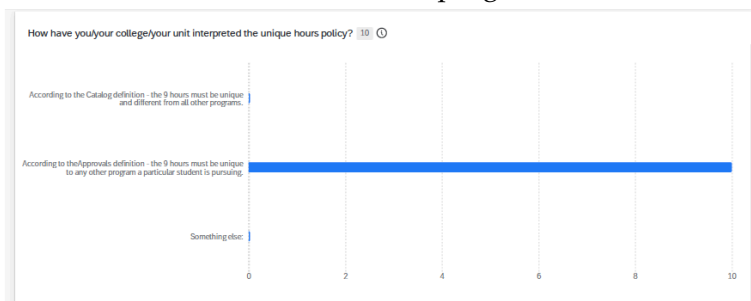 How have you/your college/your unit interpreted the unique hours policy? 10
According to the Catalog definition - the 9 hours must be unique
and different from all other programs.
According to theApprovals definition - the 9 hours must be unique
to any other program a particular student is pursuing.
Something else:
0 2 4 6 8 10